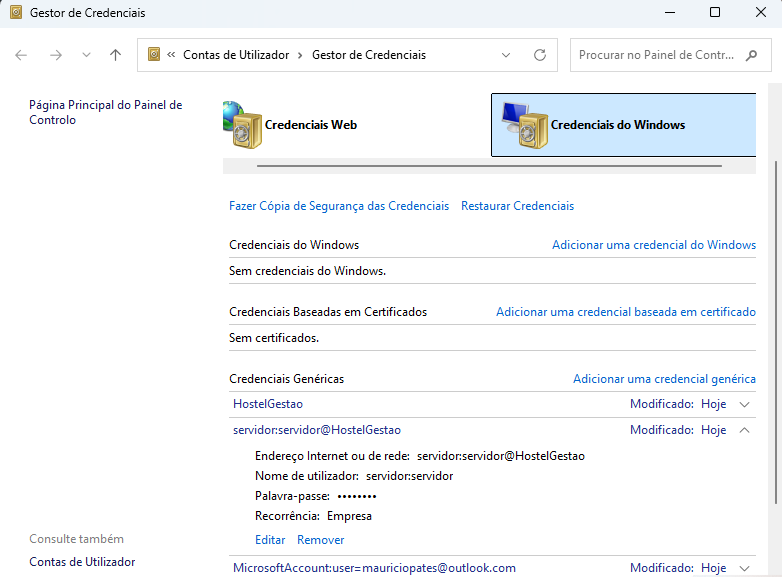 Gestor de Credenciais
« Contas de Utilizador › Gestor de Credenciais
Procurar no Painel de Contr...
Página Principal do Painel de
Controlo
Credenciais Web
Credenciais do Windows
Fazer Cópia de Segurança das Credenciais Restaurar Credenciais
Credenciais do Windows Adicionar uma credencial do Windows
Sem credenciais do Windows.
Credenciais Baseadas em Certificados Adicionar uma credencial baseada em certificado
Sem certificados.
Credenciais Genéricas Adicionar uma credencial genérica
HostelGestao Modificado: Hoje
servidor:servidor@HostelGestao Modificado: Hoje
Endereço Internet ou de rede: servidor:servidor@HostelGestao
Nome de utilizador: servidor:servidor
Palavra-passe: ••••••••
Recorrência: Empresa
Editar Remover
MicrosoftAccount:user=mauriciopates@outlook.com Modificado: Hoje
Consulte também
Contas de Utilizador